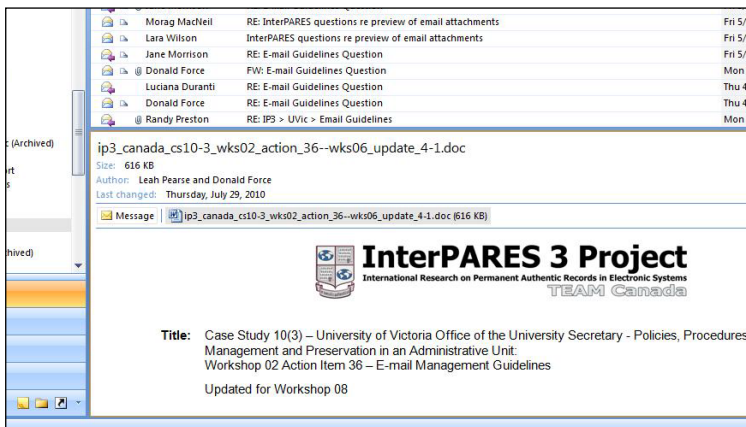 Morag MacNeil RE: InterPARES questions re preview of email attachments Fri 5/
Lara Wilson InterPARES questions re preview of email attachments Fri 5/
Jane Morrison RE: E-mail Guidelines Question Fri 5/
Donald Force FW: E-mail Guidelines Question Mon
Luciana Duranti RE: E-mail Guidelines Question Thu 4
Donald Force RE: E-mail Guidelines Question Thu 4
Randy Preston RE: IP3 > UVic > Email Guidelines Mon
c (Archived)
rt
s
hived)
ip3_canada_cs10-3_wks02_action_36--wks06_update_4-1.doc
Size: 616 KB
Author: Leah Pearse and Donald Force
Last changed: Thursday, July 29, 2010
Message ip3_canada_cs10-3_wks02_action_36--wks06_update_4-1.doc (616 KB)
InterPARES 3 Project
International Research on Permanent Authentic Records in Electronic Systems
TEAM Canada
Title: Case Study 10(3) – University of Victoria Office of the University Secretary - Policies, Procedures
Management and Preservation in an Administrative Unit:
Workshop 02 Action Item 36 – E-mail Management Guidelines
Updated for Workshop 08